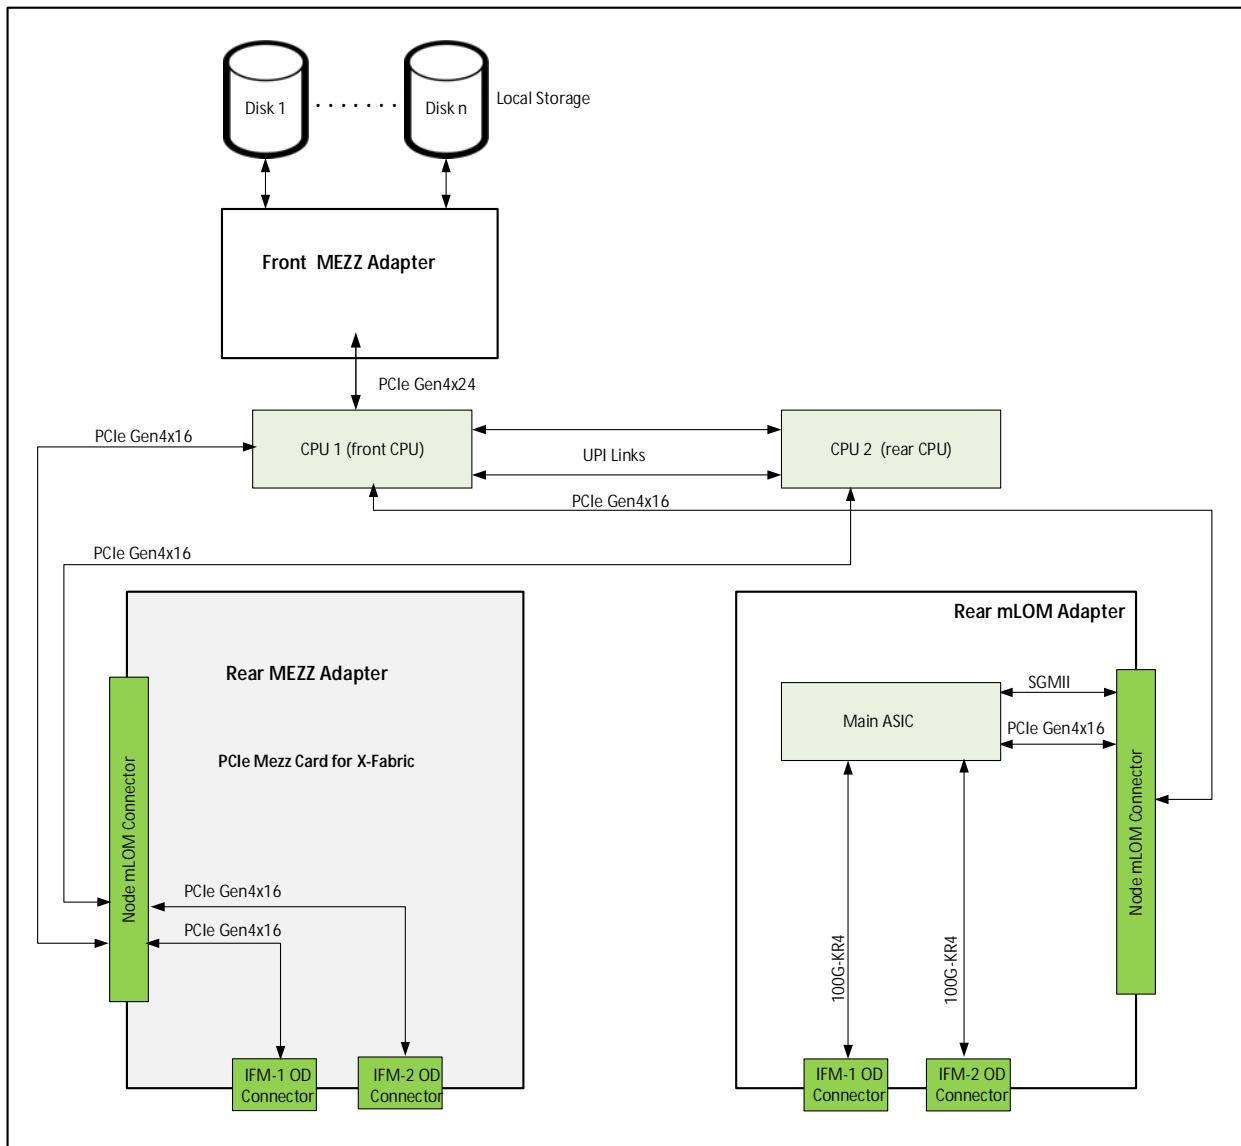 Disk 1
Disk n
Local Storage
Front MEZZ Adapter
PCIe Gen4x24
PCIe Gen4x16
CPU 1 (front CPU)
UPI Links
CPU 2 (rear CPU)
PCIe Gen4x16
PCIe Gen4x16
Rear MEZZ Adapter
PCIe Mezz Card for X-Fabric
Node mLOM Connector
PCIe Gen4x16
PCIe Gen4x16
IFM-1 OD
Connector
IFM-2 OD
Connector
Rear mLOM Adapter
Main ASIC
SGMII
PCIe Gen4x16
Node mLOM Connector
100G-KR4
100G-KR4
IFM-1 OD
Connector
IFM-2 OD
Connector